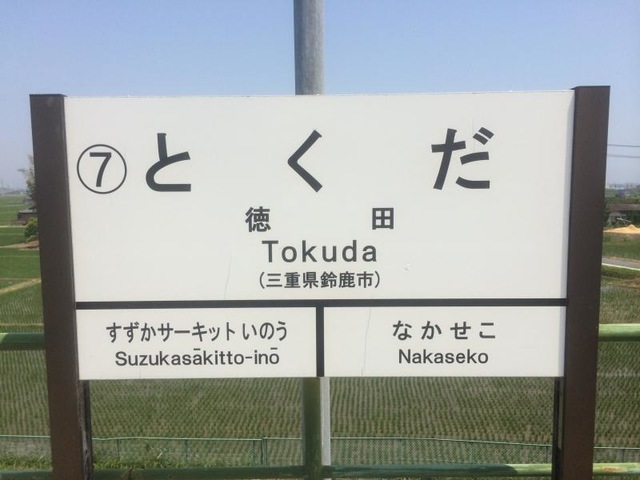 ⑦ とくだ
徳田
Tokuda
(三重県鈴鹿市)
すずかサーキットいのう
Suzukasākitto-inō
なかせこ
Nakaseko